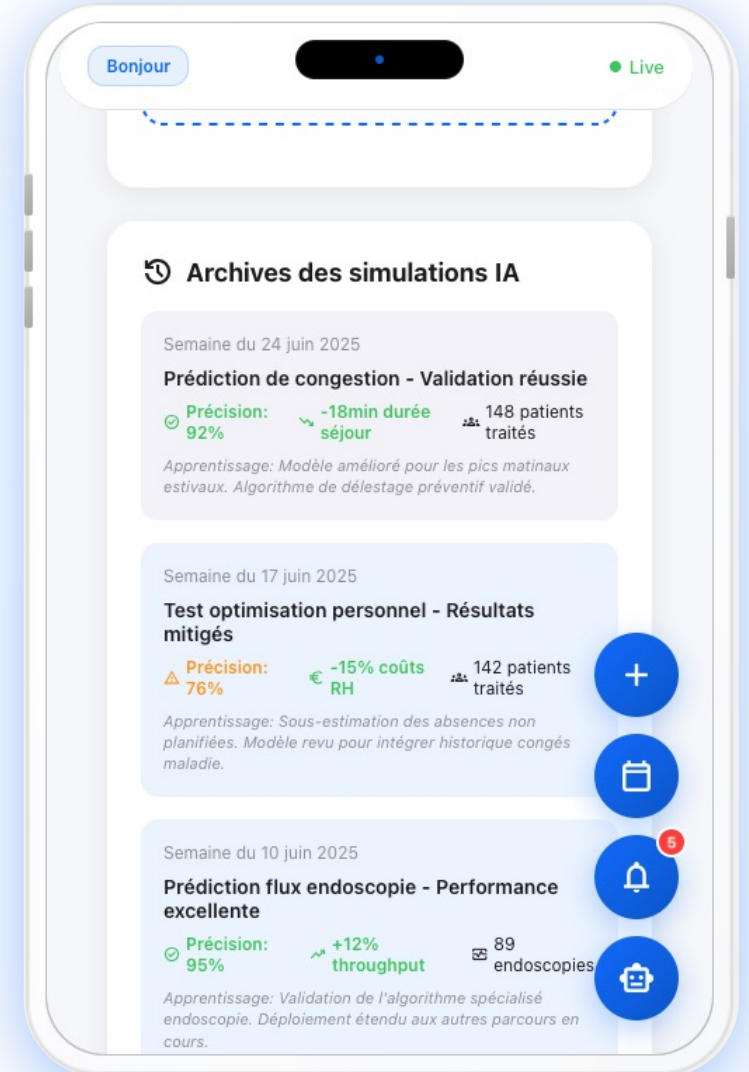 Bonjour
Live
Archives des simulations IA
Semaine du 24 juin 2025
Prédiction de congestion - Validation réussie
Précision:
92%
-18min durée
séjour
148 patients
traités
Apprentissage: Modèle amélioré pour les pics matinaux
estivaux. Algorithme de délestage préventif validé.
Semaine du 17 juin 2025
Test optimisation personnel - Résultats
mitigés
Précision:
76%
€
-15% coûts
RH
142 patients
traités
Apprentissage: Sous-estimation des absences non
planifiées. Modèle revu pour intégrer historique congés
maladie.
5
Semaine du 10 juin 2025
Prédiction flux endoscopie - Performance
excellente
Précision:
95%
+12%
throughput
89
endoscopies
Apprentissage: Validation de l'algorithme spécialisé
endoscopie. Déploiement étendu aux autres parcours en
cours.